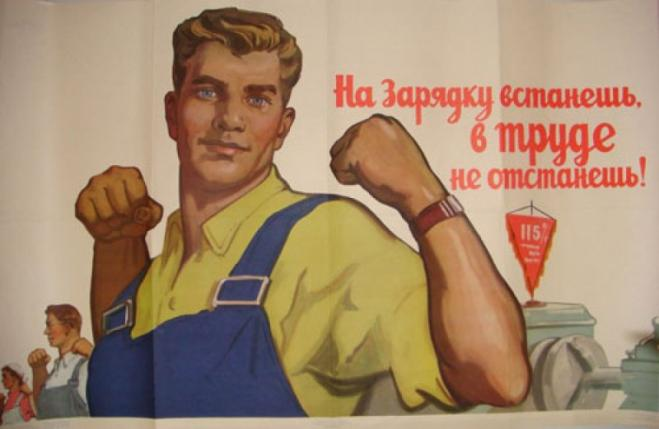 На Зарядку встанешь,
в труде
не отстанешь!
115